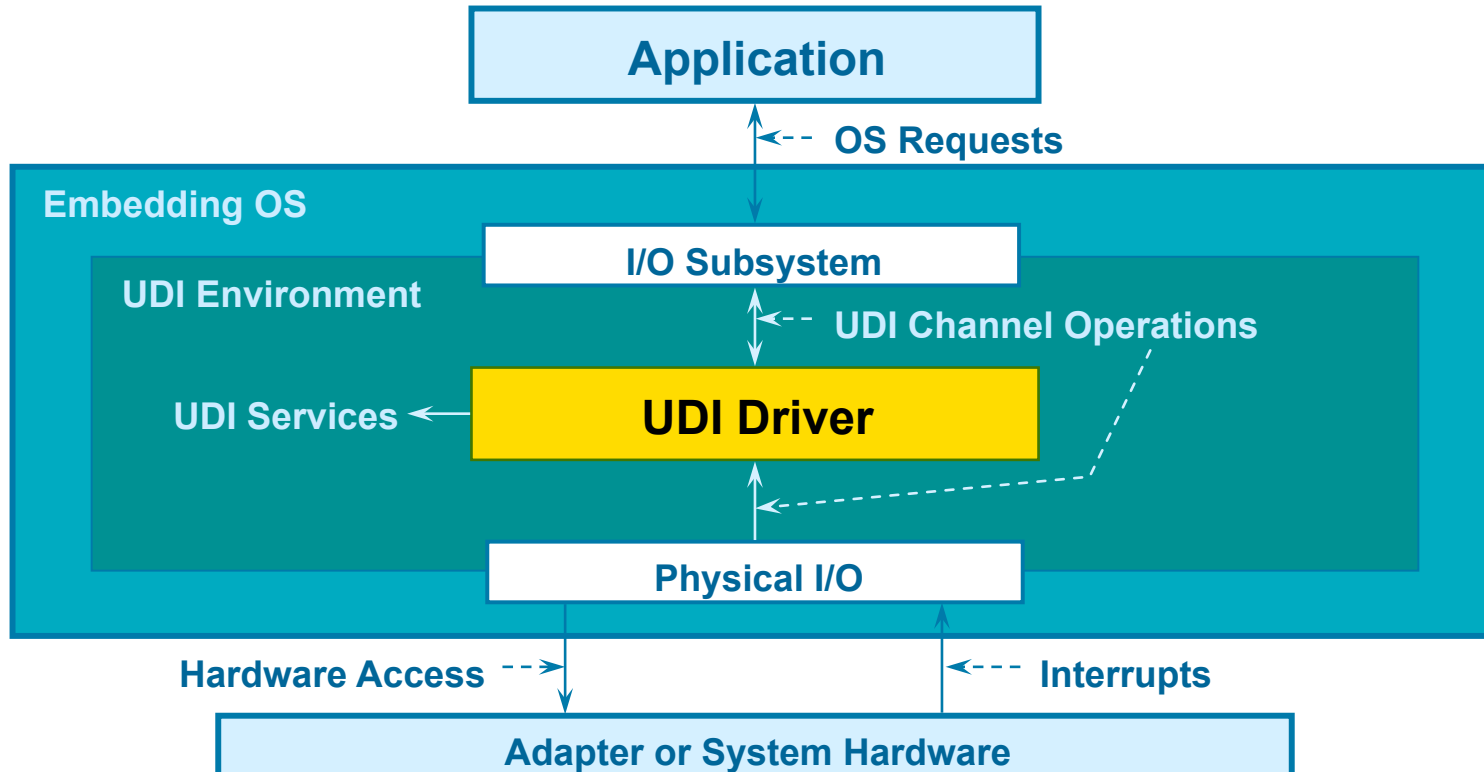 Application
OS Requests
Embedding OS
I/O Subsystem
UDI Environment
UDI Channel Operations
UDI Services
UDI Driver
Physical I/O
Hardware Access
Interrupts
Adapter or System Hardware